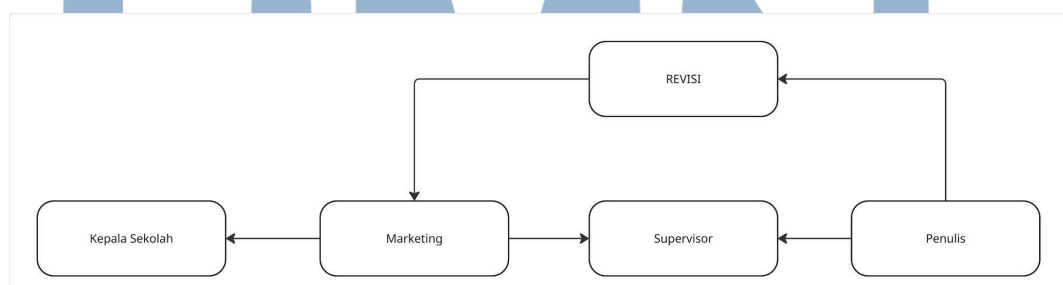 REVISI
Kepala Sekolah
Marketing
Supervisor
Penulis